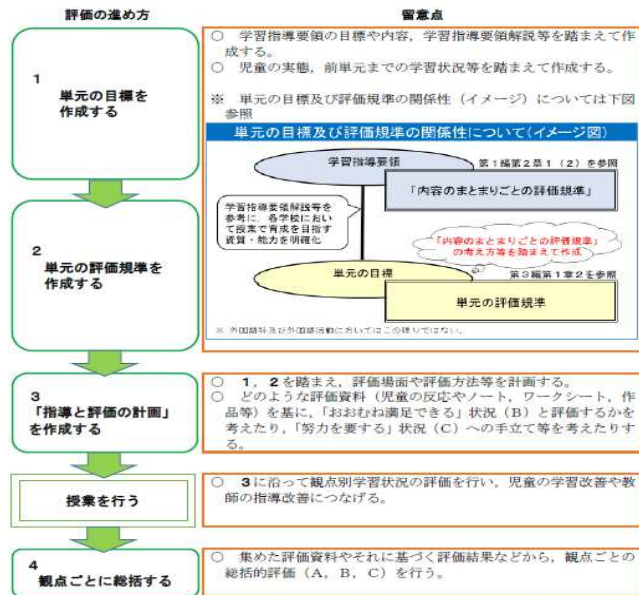 評価の進め方
留意点
1
単元の目標を
作成する
○ 学習指導要領の目標や内容，学習指導要領解説等を踏まえて作
成する。
○ 児童の実態，前単元までの学習状況等を踏まえて作成する。
※ 単元の目標及び評価規準の関係性（イメージ）については下図
参照
単元の目標及び評価規準の関係性について(イメージ図)
学習指導要領
第１編第２章１（２）を参照
「内容のまとまりごとの評価規準」
学習指導要領解説等を
参考に、各学校におい
て授業で育成を目指す
資質・能力を明確化
「内容のまとまりごとの評価規準」
の考え方等を踏まえて作成
単元の目標
第３編第１章２を参照
単元の評価規準
※ 外国語科及び外国語活動においてはこの限りではない。
2
単元の評価規準を
作成する
3
「指導と評価の計画」
を作成する
○ １，２を踏まえ，評価場面や評価方法等を計画する。
○ どのような評価資料（児童の反応やノート，ワークシート，作
品等）を基に，「おおむね満足できる」状況（Ｂ）と評価するかを
考えたり，「努力を要する」状況（Ｃ）への手立て等を考えたりす
る。
授業を行う
○ ３に沿って観点別学習状況の評価を行い，児童の学習改善や教
師の指導改善につなげる。
4
観点ごとに総括する
○ 集めた評価資料やそれに基づく評価結果などから，観点ごとの
総括的評価（Ａ，Ｂ，Ｃ）を行う。